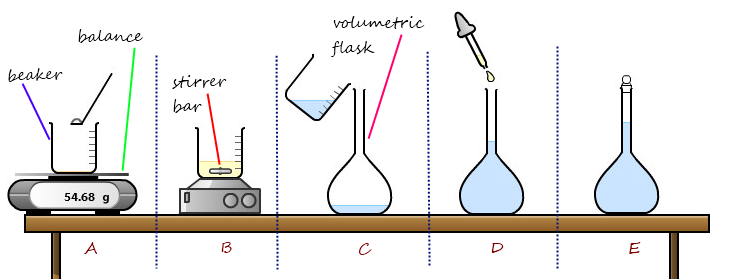 balance
beaker
stirrer
bar
volumetric
flask
54.68 g
A
B
C
D
E